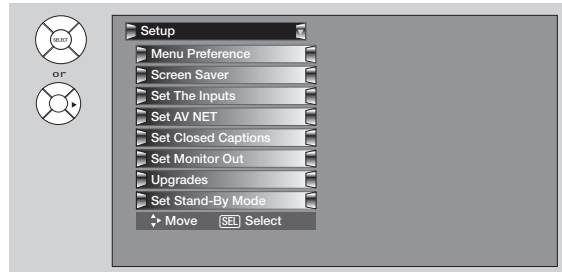 SELECT
or
Setup
Menu Preference
Screen Saver
Set The Inputs
Set AV NET
Set Closed Captions
Set Monitor Out
Upgrades
Set Stand-By Mode
Move SEL Select